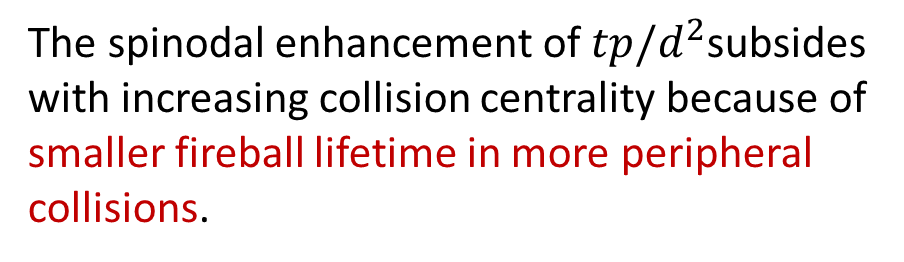 The spinodal enhancement of 𝑡𝑝/𝑑²subsides
with increasing collision centrality because of
smaller fireball lifetime in more peripheral
collisions.